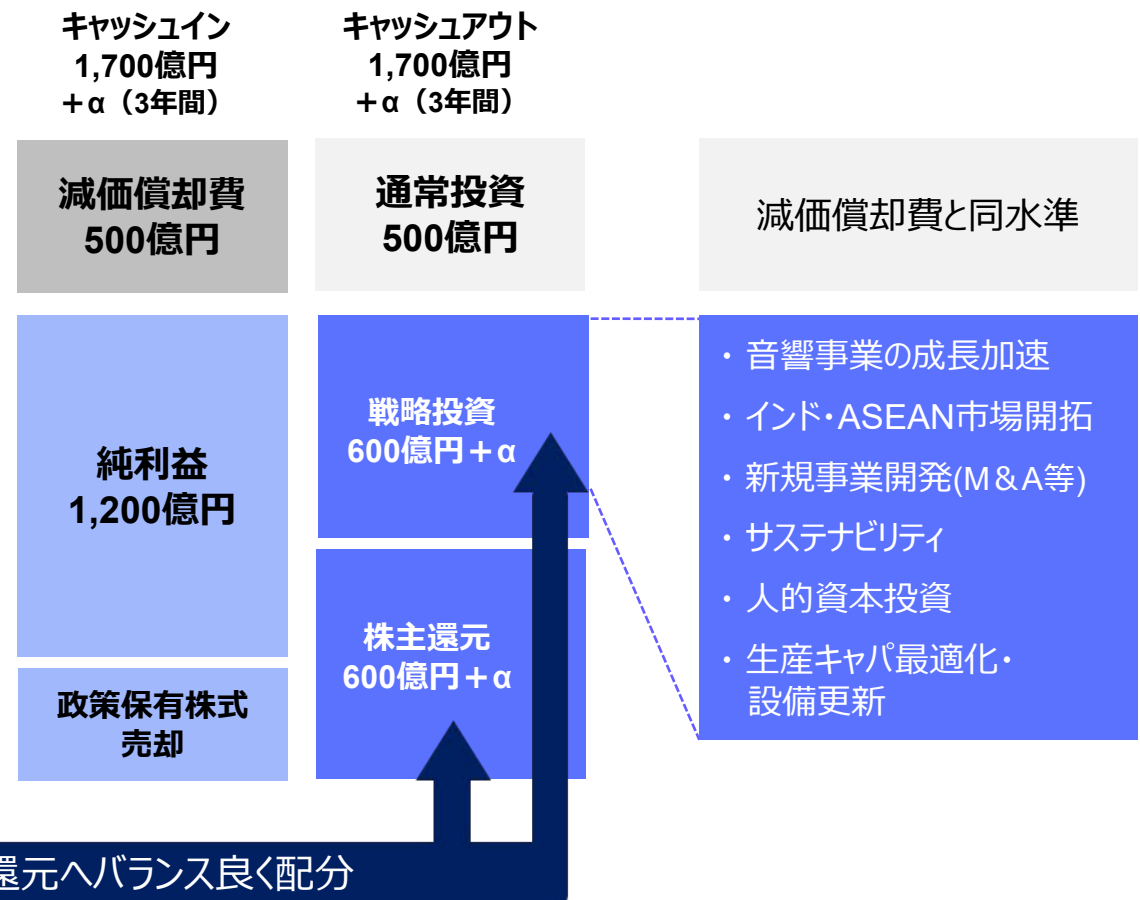 キャッシュイン
1,700億円
＋α（3年間）
キャッシュアウト
1,700億円
＋α（3年間）
減価償却費
500億円
通常投資
500億円
減価償却費と同水準
純利益
1,200億円
政策保有株式
売却
戦略投資
600億円＋α
株主還元
600億円＋α
・ 音響事業の成長加速
・ インド・ASEAN市場開拓
・ 新規事業開発(M＆A等)
・ サステナビリティ
・ 人的資本投資
・ 生産キャパ最適化・
設備更新
還元へバランス良く配分